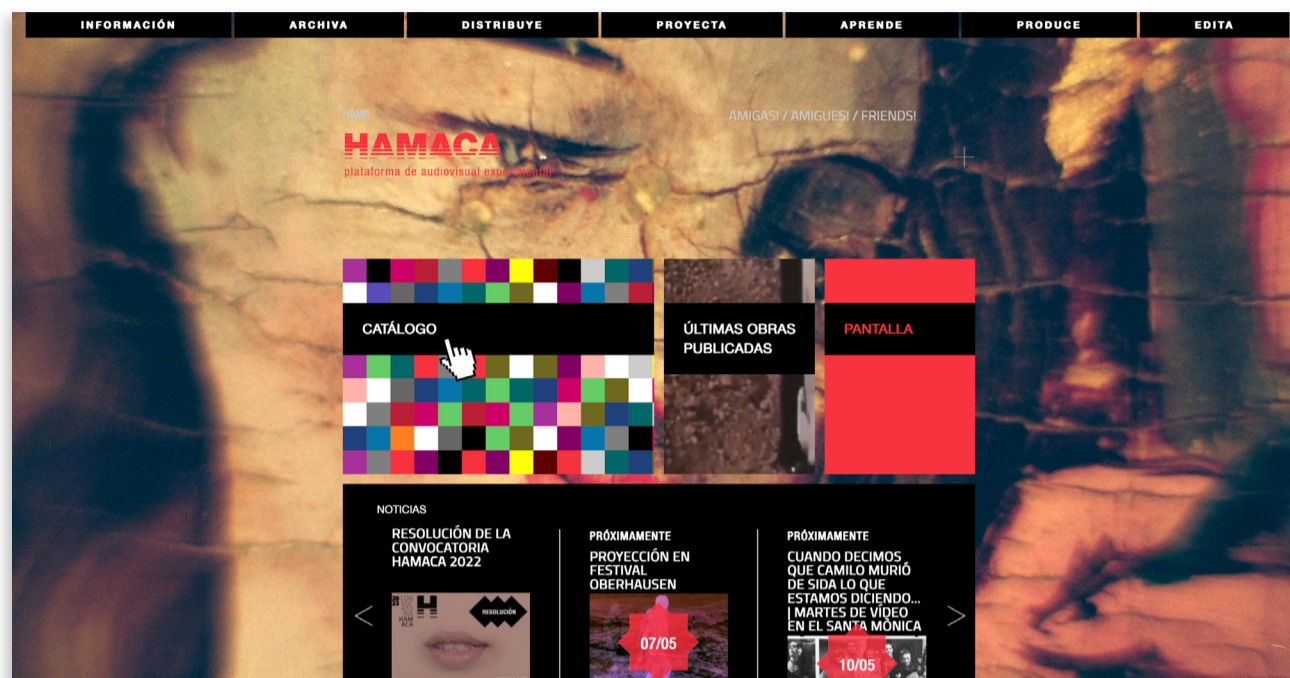 INFORMACIÓN
ARCHIVA
DISTRIBUYE
PROYECTA
APRENDE
PRODUCE
EDITA
HOME
AMIGAS! / AMIGUES! / FRIENDS!
HAMACA
plataforma de audiovisual experimental
CATÁLOGO
ÚLTIMAS OBRAS
PUBLICADAS
PANTALLA
NOTICIAS
RESOLUCIÓN DE LA
CONVOCATORIA
HAMACA 2022
RESOLUCIÓN
PRÓXIMAMENTE
PROYECCIÓN EN
FESTIVAL
OBERHAUSEN
07/05
PRÓXIMAMENTE
CUANDO DECIMOS
QUE CAMILO MURIÓ
DE SIDA LO QUE
ESTAMOS DICIENDO...
| MARTES DE VÍDEO
EN EL SANTA MÒNICA
10/05